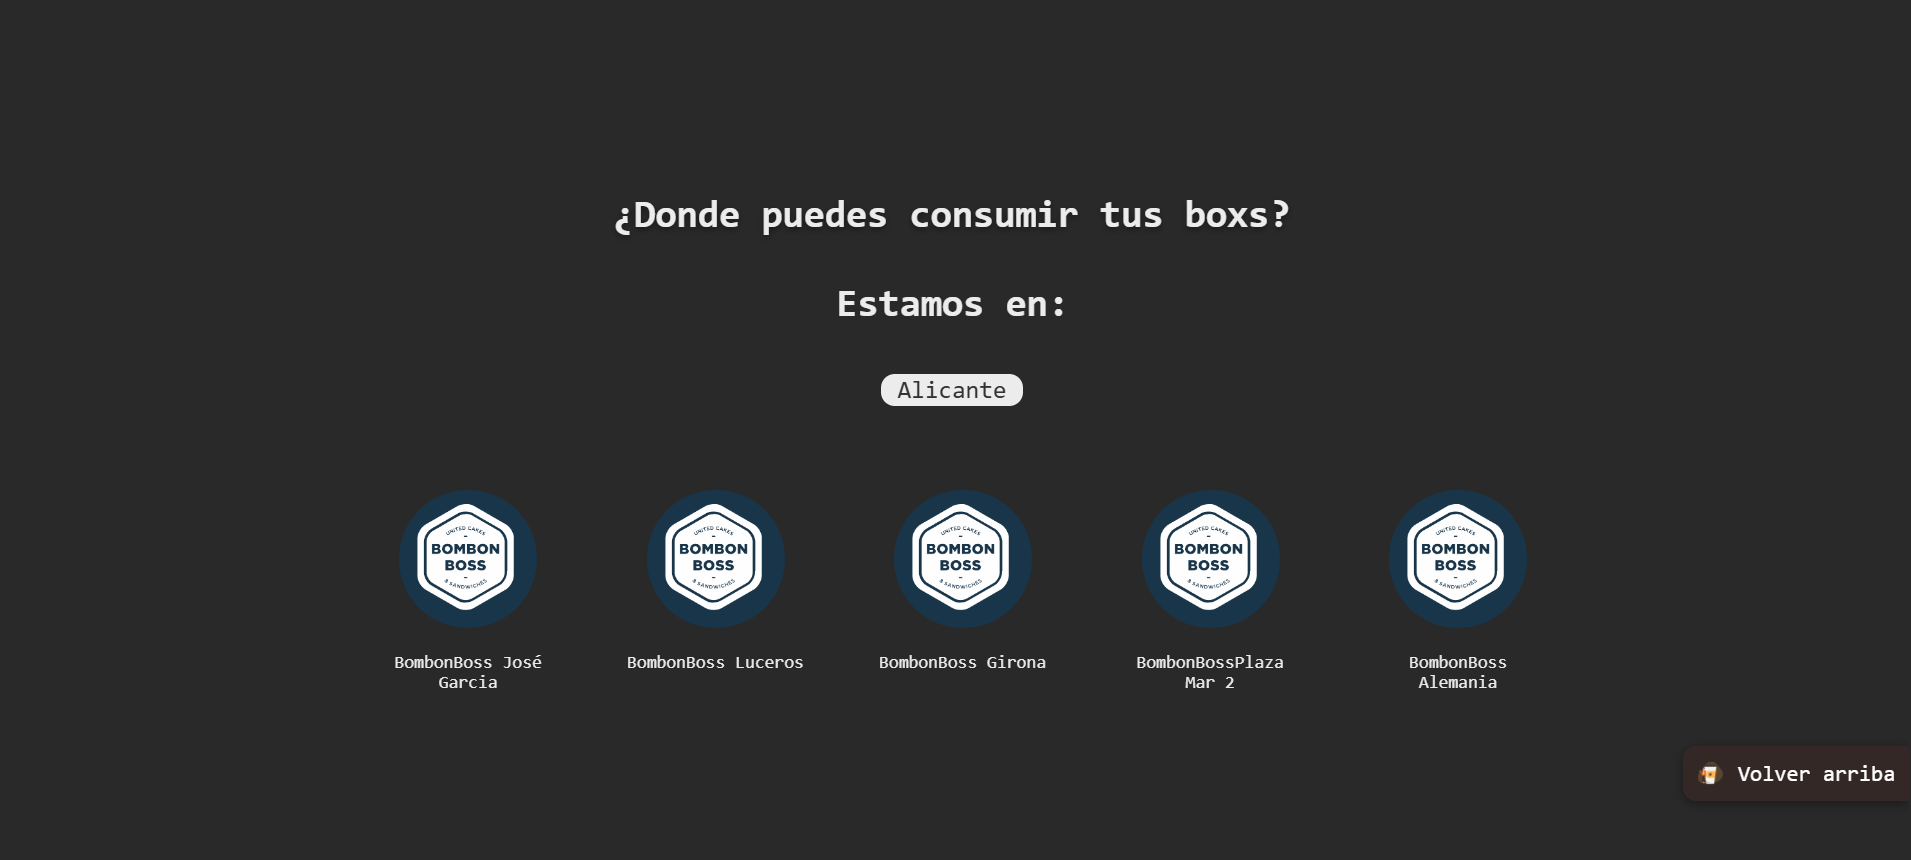 ¿Donde puedes consumir tus boxs?
Estamos en:
Alicante
UNITED CAKES
BOMBON
BOSS
& SANDWICHES
UNITED CAKES
BOMBON
BOSS
& SANDWICHES
UNITED CAKES
BOMBON
BOSS
& SANDWICHES
UNITED CAKES
BOMBON
BOSS
& SANDWICHES
UNITED CAKES
BOMBON
BOSS
& SANDWICHES
BombonBoss José
Garcia
BombonBoss Luceros
BombonBoss Girona
BombonBossPlaza
Mar 2
BombonBoss
Alemania
Volver arriba